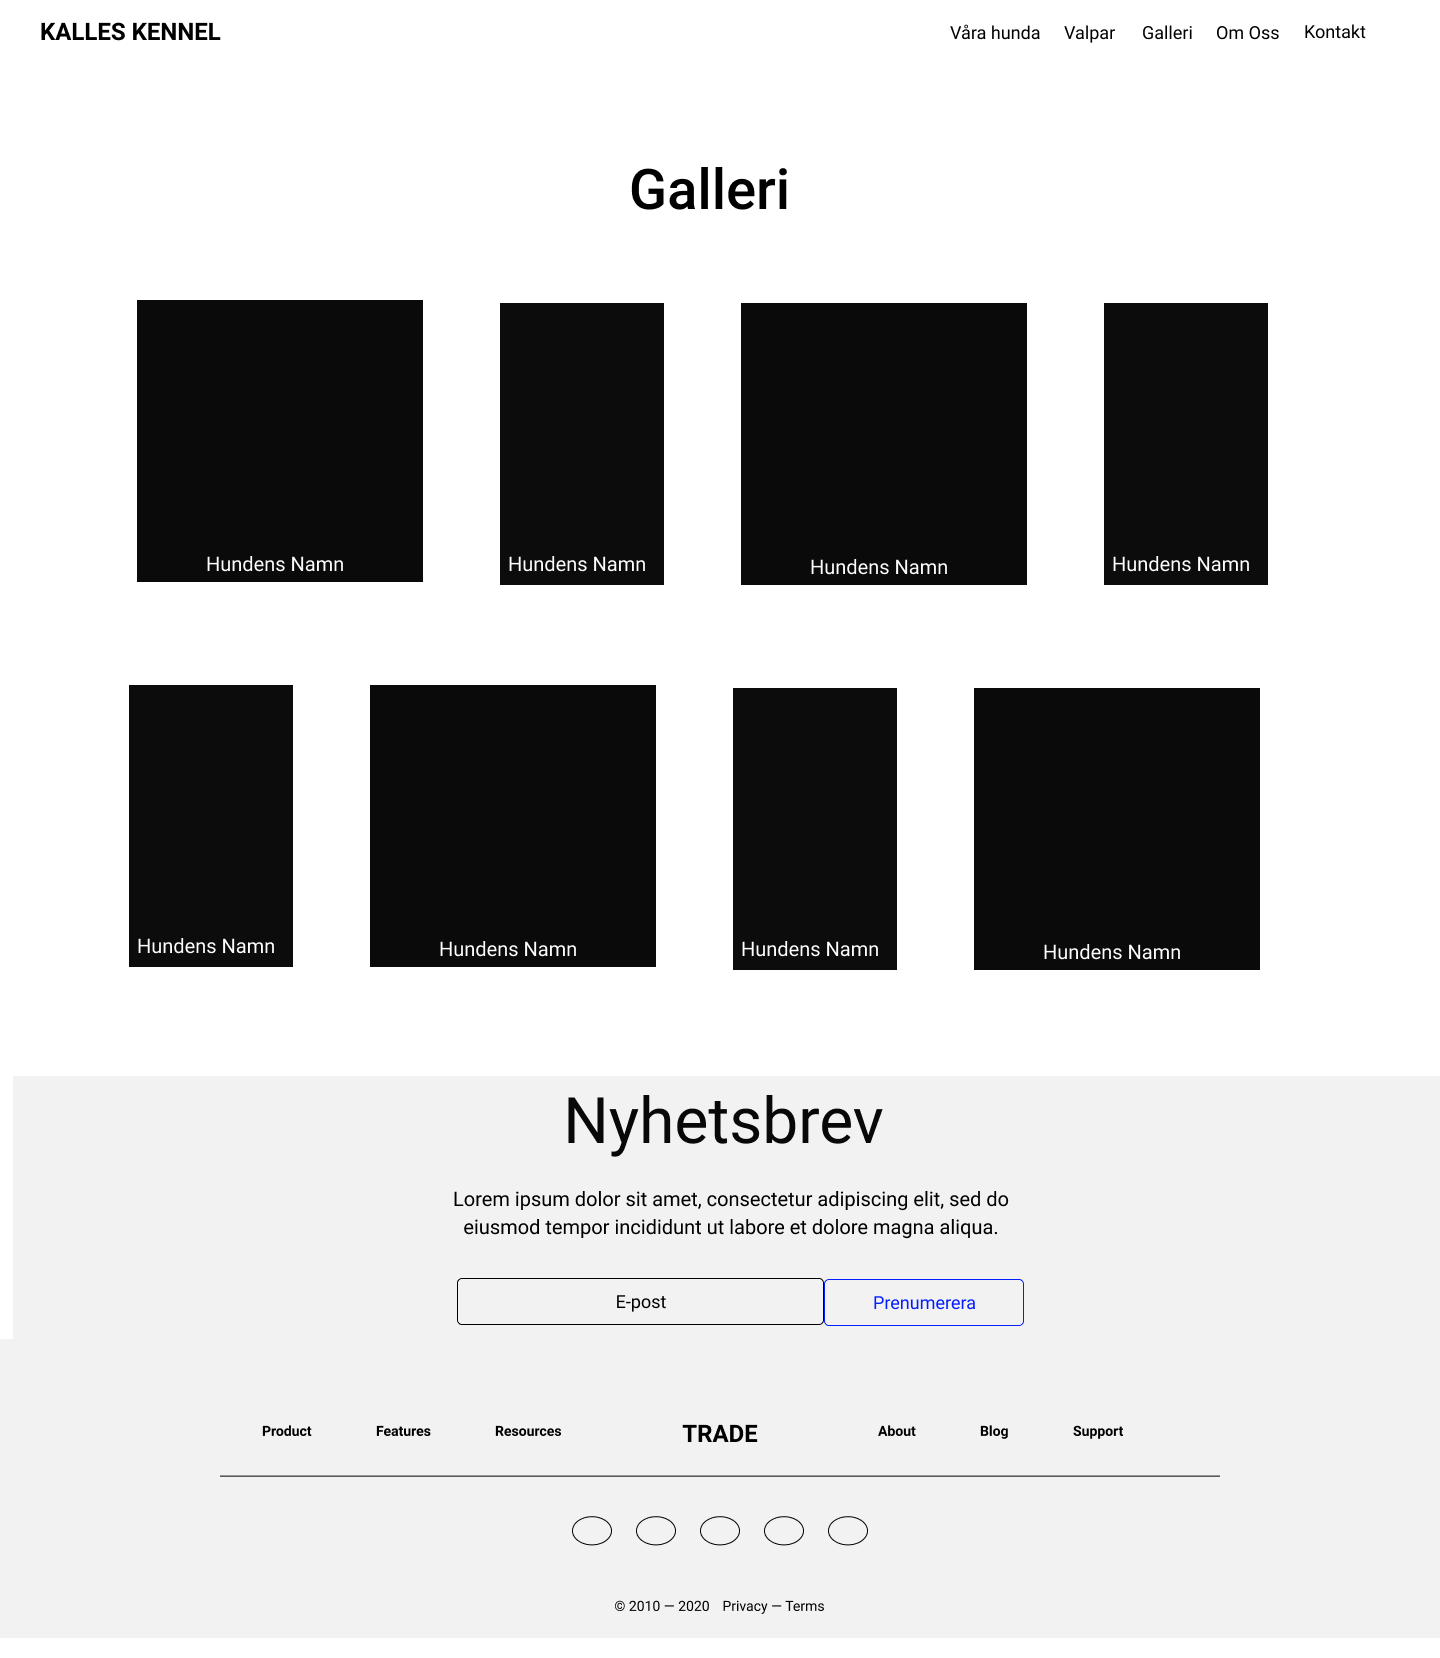 KALLES KENNEL
Våra hunda Valpar Galleri Om Oss Kontakt
Galleri
Hundens Namn
Hundens Namn
Hundens Namn
Hundens Namn
Hundens Namn
Hundens Namn
Hundens Namn
Hundens Namn
Nyhetsbrev
Lorem ipsum dolor sit amet, consectetur adipiscing elit, sed do
eiusmod tempor incididunt ut labore et dolore magna aliqua.
E-post
Prenumerera
Product Features Resources TRADE About Blog Support
© 2010 — 2020 Privacy — Terms